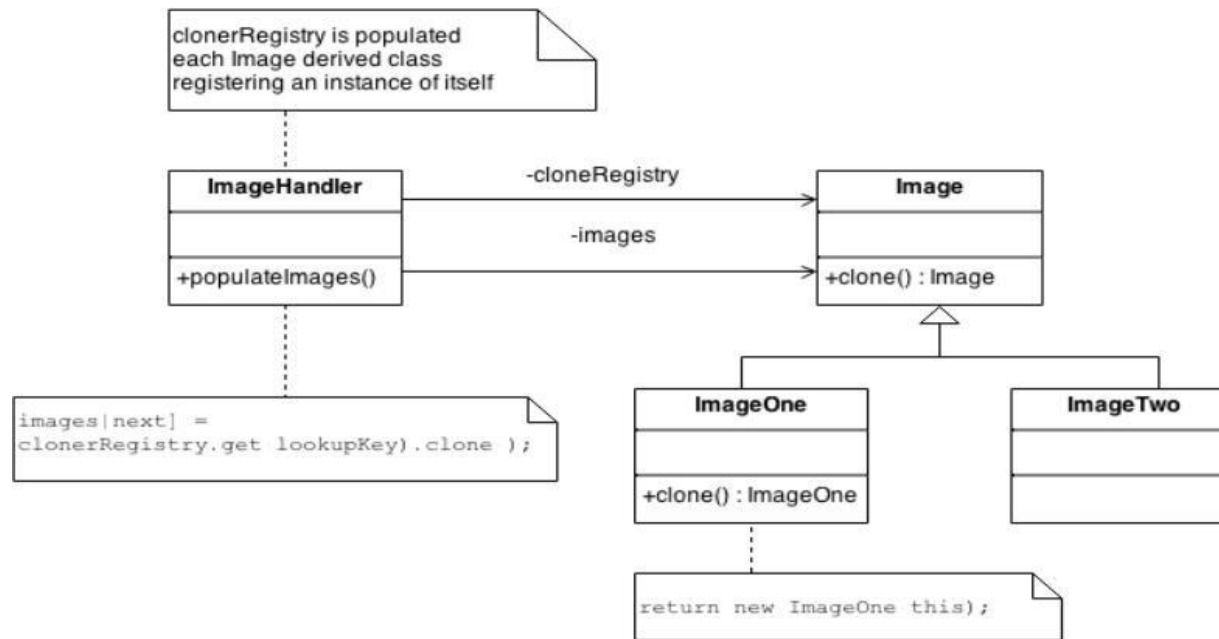 clonerRegistry is populated
each Image derived class
registering an instance of itself
ImageHandler
+populateImages()
-cloneRegistry
-images
Image
+clone() : Image
images|next] =
clonerRegistry.get lookupKey).clone );
ImageOne
+clone() : ImageOne
ImageTwo
return new ImageOne this);